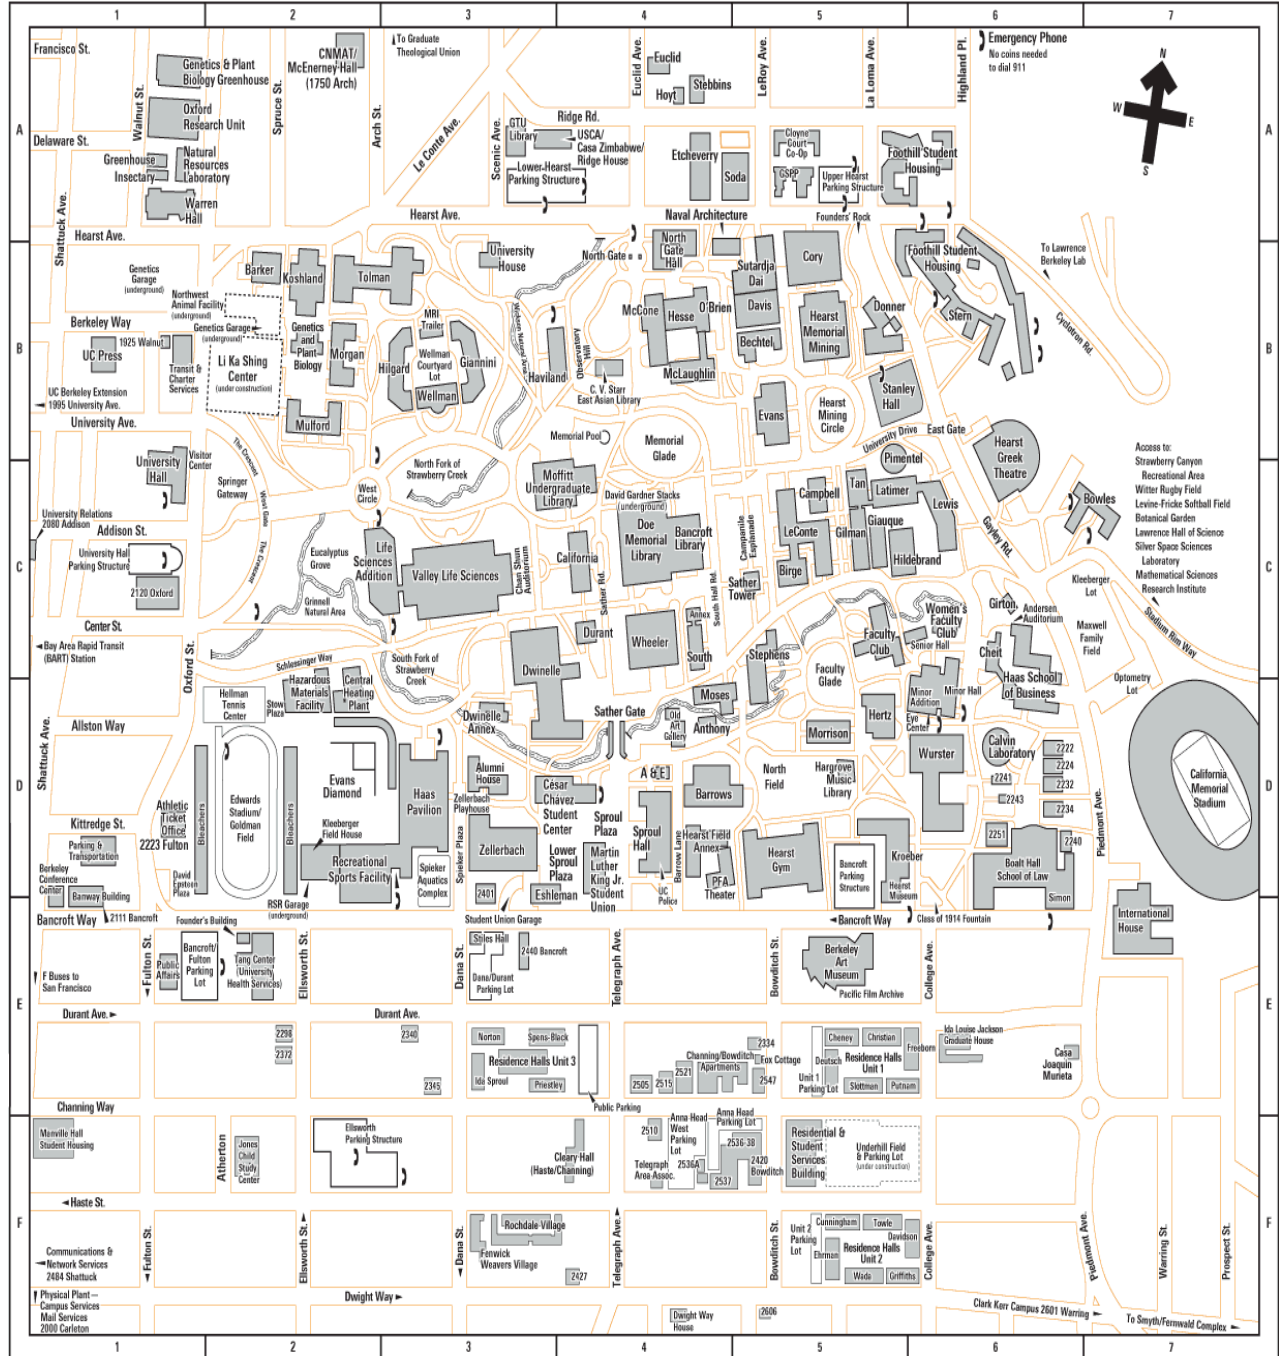 1 2 3 4 5 6 7
A
B
C
D
E
F
Francisco St.
Walnut St.
Genetics & Plant
Biology Greenhouse
Spruce St.
CNMAT/
McEnerney Hall
(1750 Arch)
To Graduate
Theological Union
Arch St.
Euclid Ave.
Euclid
Hoyt
Stebbins
LeRoy Ave.
La Loma Ave.
Highland Pl.
Emergency Phone
No coins needed
to dial 911
N
W
E
S
Oxford
Research Unit
Delaware St.
Greenhouse
Insectary
Natural
Resources
Laboratory
Warren
Hall
Shattuck Ave.
Le Conte Ave.
Scenic Ave.
Ridge Rd.
GTU
Library
USCA/
Casa Zimbabwe/
Ridge House
Lower Hearst
Parking Structure
Etcheverry
Soda
Cloyne
Court
Co-Op
GSPP
Upper Hearst
Parking Structure
Foothill Student
Housing
Hearst Ave.
Hearst Ave.
Naval Architecture
Founders' Rock
Genetics
Garage
(underground)
Barker
Koshland
Tolman
University
House
North Gate
North
Gate
Hall
Sutardja
Dai
Cory
Foothill Student
Housing
To Lawrence
Berkeley Lab
Cyclotron Rd.
Northwest
Animal Facility
(underground)
Genetics Garage
(underground)
Berkeley Way
1925 Walnut
UC Press
Transit &
Charter
Services
Li Ka Shing
Center
(under construction)
Genetics
and
Plant
Biology
Morgan
MRI
Trailer
Hilgard
Wellman
Courtyard
Lot
Giannini
Wellman
Mulford
Wickson Natural Area
Haviland
Observatory
Hill
C. V. Starr
East Asian Library
McCone
Hesse
O'Brien
McLaughlin
Davis
Bechtel
Hearst
Memorial
Mining
Donner
Stern
Evans
Hearst
Mining
Circle
Stanley
Hall
UC Berkeley Extension
1995 University Ave.
University Ave.
Memorial Pool
Memorial
Glade
University Drive
East Gate
Hearst
Greek
Theatre
Access to:
Strawberry Canyon
Recreational Area
Witter Rugby Field
Levine-Fricke Softball Field
Botanical Garden
Lawrence Hall of Science
Silver Space Sciences
Laboratory
Mathematical Sciences
Research Institute
University
Hall
Visitor
Center
The Crescent
Springer
Gateway
West Gate
The Crescent
West
Circle
North Fork of
Strawberry Creek
Moffitt
Undergraduate
Library
David Gardner Stacks
(underground)
Doe
Memorial
Library
Bancroft
Library
Campanile
Esplanade
Campbell
LeConte
Birge
Tan
Gilman
Pimentel
Latimer
Giauque
Lewis
Hildebrand
Bowles
Gayley Rd.
University Relations
2080 Addison
Addison St.
University Hall
Parking Structure
2120 Oxford
Eucalyptus
Grove
Grinnell
Natural Area
Life
Sciences
Addition
Valley Life Sciences
Chan Shun
Auditorium
California
Sather Rd.
Sather
Tower
South Hall Rd.
Kleeberger
Lot
Stadium Rim Way
Center St.
Bay Area Rapid Transit
(BART) Station
Oxford St.
Schlessinger Way
South Fork of
Strawberry
Creek
Durant
Dwinelle
Wheeler
Annex
South
Stephens
Faculty
Club
Women's
Faculty
Club
Senior Hall
Faculty
Glade
Girton
Andersen
Auditorium
Cheit
Haas School
of Business
Maxwell
Family
Field
Optometry
Lot
Hellman
Tennis
Center
Hazardous
Materials
Facility
Stow
Plaza
Central
Heating
Plant
Dwinelle
Annex
Sather Gate
Moses
Old
Art
Gallery
Anthony
Morrison
Hertz
Minor
Addition
Minor Hall
Eye
Center
Wurster
Calvin
Laboratory
2222
2224
2232
2234
2241
2243
2251
2240
California
Memorial
Stadium
Allston Way
Shattuck Ave.
Athletic
Ticket
Office
2223 Fulton
Bleachers
Edwards
Stadium/
Goldman
Field
Bleachers
Evans
Diamond
Kleeberger
Field House
Haas
Pavilion
Recreational
Sports Facility
Spieker
Aquatics
Complex
Alumni
House
Zellerbach
Playhouse
Spieker Plaza
Zellerbach
César
Chávez
Student
Center
Sproul
Plaza
Lower
Sproul
Plaza
Martin
Luther
King Jr.
Student
Union
Eshleman
2401
A & E
Sproul
Hall
UC
Police
Barrow Lane
Barrows
Hearst Field
Annex
PFA
Theater
North
Field
Hearst
Gym
Hargrove
Music
Library
Bancroft
Parking
Structure
Kroeber
Hearst
Museum
Boalt Hall
School of Law
Simon
Piedmont Ave.
Kittredge St.
Parking &
Transportation
Berkeley
Conference
Center
Banway Building
David
Epstein
Plaza
RSR Garage
(underground)
Student Union Garage
Bancroft Way
Class of 1914 Fountain
International
House
Bancroft Way
2111 Bancroft
Founder's Building
F Buses to
San Francisco
Fulton St.
Public
Affairs
Bancroft/
Fulton
Parking
Lot
Tang Center
(University
Health Services)
Ellsworth St.
Dana St.
Stiles Hall
2440 Bancroft
Dana/Durant
Parking Lot
Telegraph Ave.
Bowditch St.
Berkeley
Art
Museum
Pacific Film Archive
College Ave.
Durant Ave.
Durant Ave.
2298
2372
2340
2345
Norton
Spens-Black
Residence Halls Unit 3
Ida Sproul
Priestley
Public Parking
2505
2515
2521
Channing/Bowditch
Apartments
2334
Fox Cottage
2547
Unit 1
Parking Lot
Cheney
Christian
Deutsch
Residence Halls
Unit 1
Freeborn
Slottman
Putnam
Ida Louise Jackson
Graduate House
Casa
Joaquin
Murieta
Channing Way
Manville Hall
Student Housing
Atherton
Jones
Child
Study
Center
Ellsworth
Parking Structure
Cleary Hall
(Haste/Channing)
2510
Telegraph
Area Assoc.
Anna Head
West
Parking
Lot
2536A
Anna Head
Parking Lot
2536-38
2537
2420
Bowditch
Residential &
Student
Services
Building
Underhill Field
& Parking Lot
(under construction)
Haste St.
Communications &
Network Services
2484 Shattuck
Fulton St.
Ellsworth St.
Dana St.
Rochdale Village
Fenwick
Weavers Village
2427
Telegraph Ave.
Bowditch St.
Unit 2
Parking
Lot
Cunningham
Towle
Ehrman
Residence Halls
Unit 2
Davidson
Wada
Griffiths
College Ave.
Piedmont Ave.
Warring St.
Prospect St.
Physical Plant—
Campus Services
Mail Services
2000 Carleton
Dwight Way
Dwight Way
House
2606
Clark Kerr Campus 2601 Warring
To Smyth/Fernwald Complex
A
B
C
D
E
F
1 2 3 4 5 6 7